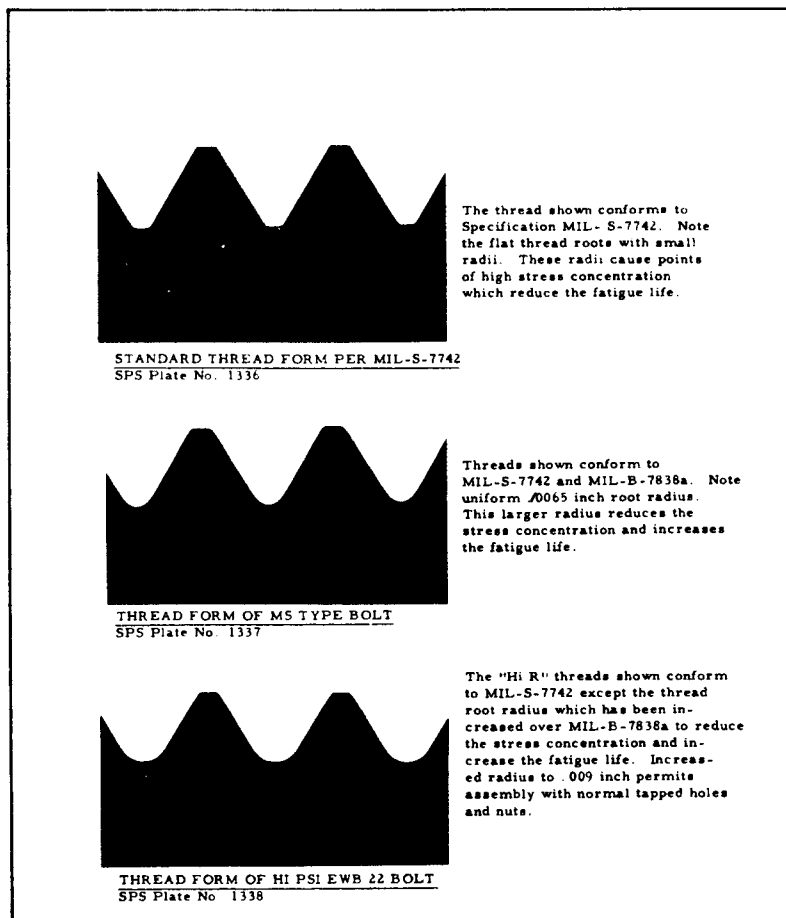 The thread shown conforms to
Specification MIL- S-7742. Note
the flat thread roots with small
radii. These radii cause points
of high stress concentration
which reduce the fatigue life.
STANDARD THREAD FORM PER MIL-S-7742
SPS Plate No. 1336
Threads shown conform to
MIL-S-7742 and MIL-B-7838a. Note
uniform .0065 inch root radius.
This larger radius reduces the
stress concentration and increases
the fatigue life.
THREAD FORM OF MS TYPE BOLT
SPS Plate No. 1337
The "Hi R" threads shown conform
to MIL-S-7742 except the thread
root radius which has been in-
creased over MIL-B-7838a to reduce
the stress concentration and in-
crease the fatigue life. Increas-
ed radius to .009 inch permits
assembly with normal tapped holes
and nuts.
THREAD FORM OF HI PSI EWB 22 BOLT
SPS Plate No 1338